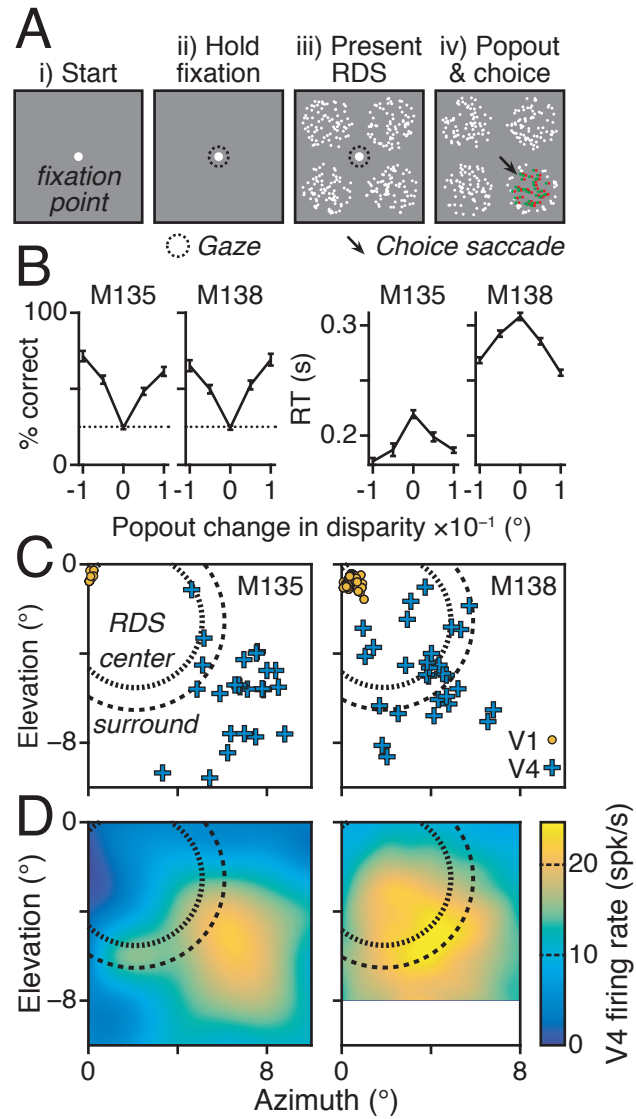 A
i) Start
ii) Hold
fixation
iii) Present
RDS
iv) Popout
& choice
fixation
point
Gaze
Choice saccade
B
M135
M138
M135
M138
100
0
% correct
-1 0 1
-1 0 1
0.3
0.2
RT (s)
-1 0 1
-1 0 1
Popout change in disparity ×10⁻¹ (°)
C
0
−4
−8
Elevation (°)
M135
RDS
center
surround
M138
V1
V4
D
0
−8
Elevation (°)
0 8
0 8
Azimuth (°)
20
10
0
V4 firing rate (spk/s)